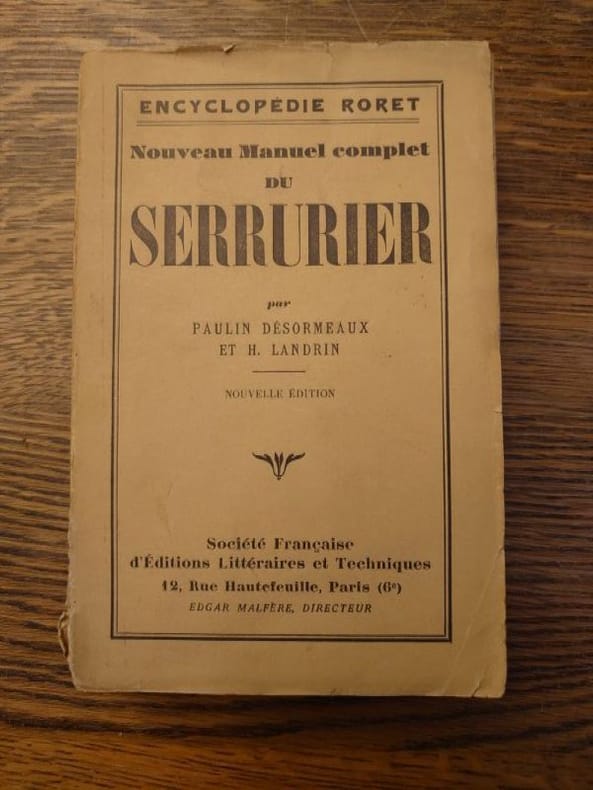 ENCYCLOPÉDIE RORET
Nouveau Manuel complet
DU
SERRURIER
par
PAULIN DÉSORMEAUX
ET H. LANDRIN
NOUVELLE ÉDITION
Société Française
d'Éditions Littéraires et Techniques
12, Rue Hautefeuille, Paris (6e)
EDGAR MALFÈRE, DIRECTEUR